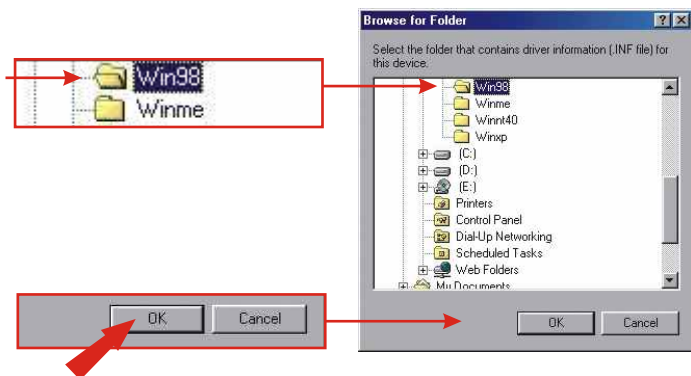 Browse for Folder
Select the folder that contains driver information (.INF file) for
this device.
Win98
Winme
Win98
Winme
Winnt40
Winxp
(C:)
(D:)
(E:)
Printers
Control Panel
Dial-Up Networking
Scheduled Tasks
Web Folders
My Documents
OK Cancel
OK Cancel